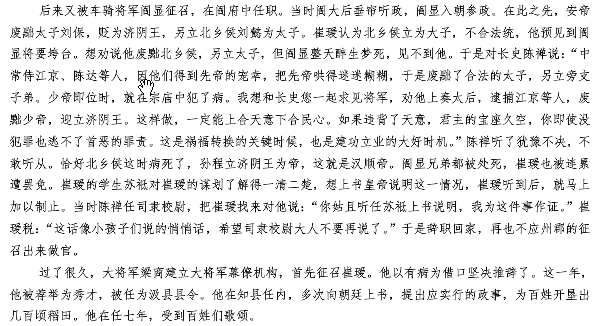 后来又被车骑将军阎显征召，在阎府中任职。当时阎太后垂帘听政，阎显入朝参政。在此之先，安帝
废黜太子刘保，贬为济阴王，另立北乡侯刘懿为太子。崔瑗认为北乡侯立为太子，不合法统，他预见到阎
显将要垮台。想劝说他废黜北乡侯，另立太子，但阎显整天醉生梦死，见不到他。于是对长史陈禅说：“中
常侍江京、陈达等人，因他们得到先帝的宠幸，把先帝哄得迷迷糊糊，于是废黜了合法的太子，另立旁支
子弟。少帝即位时，就在宗庙中犯了病。我想和长史您一起求见将军，劝他上奏太后，逮捕江京等人，废
黜少帝，迎立济阴王。这样做，一定能上合天意下合民心。如果违背了天意，君主的宝座久空，你即使没
犯罪也逃不了首恶的罪责。这是祸福转换的关键时候，也是建功立业的大好时机。”陈禅听了犹豫不决，不
敢听从。恰好北乡侯这时病死了，孙程立济阴王为帝，这就是汉顺帝。阎显兄弟都被处死，崔瑗也被连累
遭罢免。崔瑗的学生苏祗对崔瑗的谋划了解得一清二楚，想上书皇帝说明这一情况，崔瑗听到后，就马上
加以制止。当时陈禅任司隶校尉，把崔瑗找来对他说：“你姑且听任苏祗上书说明，我为这件事作证。”崔
瑗税：“这话像小孩子们说的悄悄话，希望司隶校尉大人不要再说了。”于是辞职回家，再也不应州郡的征
召出来做官。
过了很久，大将军梁商建立大将军幕僚机构，首先征召崔瑗。他以有病为借口坚决推辞了。这一年，
他被荐举为秀才，被任为汲县县令。他在知县任内，多次向朝廷上书，提出应实行的政事，为百姓开垦出
几百顷稻田。他在任七年，受到百姓们歌颂。